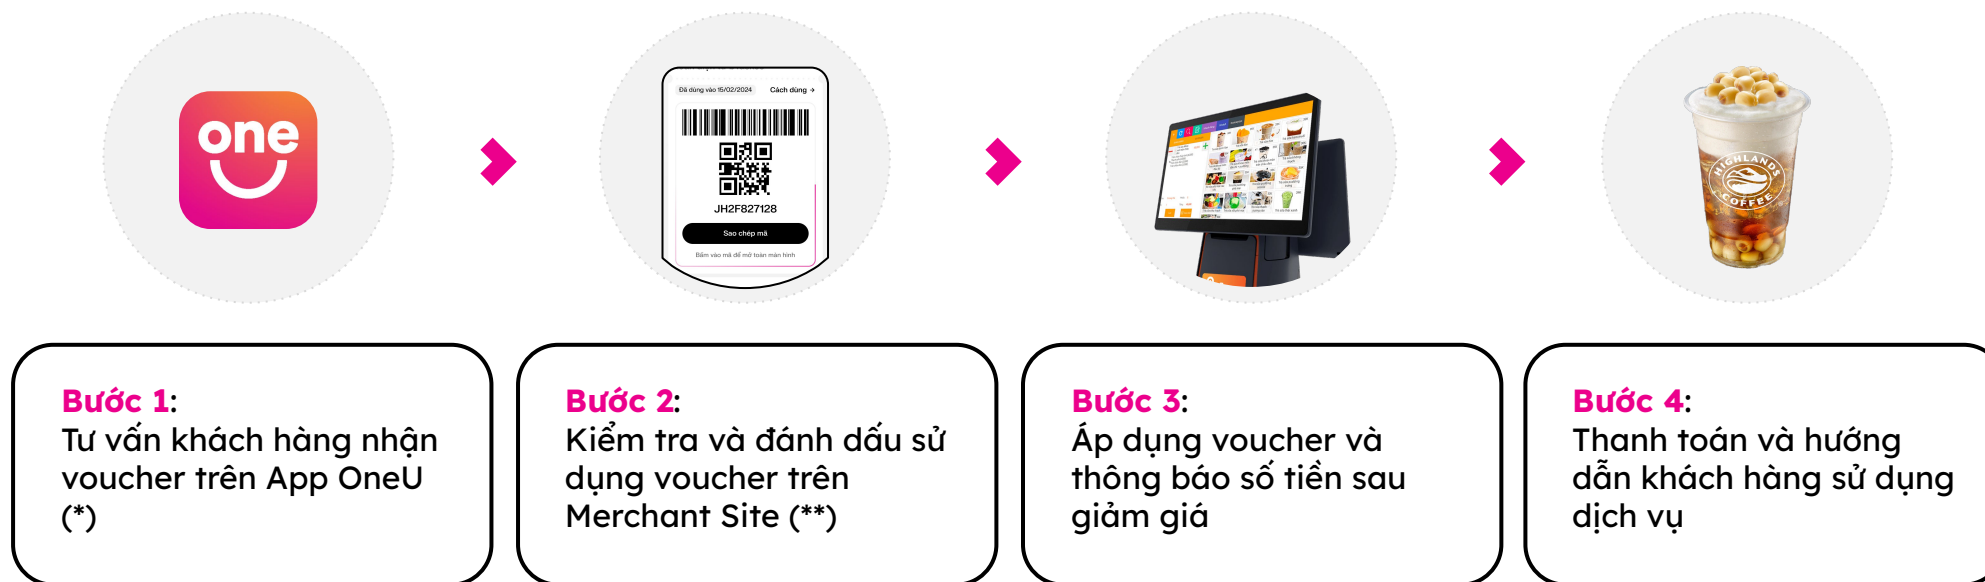 one
Đã dùng vào 15/02/2024
Cách dùng →
JH2F827128
Sao chép mã
Bấm vào mã để mở toàn màn hình
HIGHLANDS
COFFEE
Bước 1:
Tư vấn khách hàng nhận
voucher trên App OneU
(*)
Bước 2:
Kiểm tra và đánh dấu sử
dụng voucher trên
Merchant Site (**)
Bước 3:
Áp dụng voucher và
thông báo số tiền sau
giảm giá
Bước 4:
Thanh toán và hướng
dẫn khách hàng sử dụng
dịch vụ